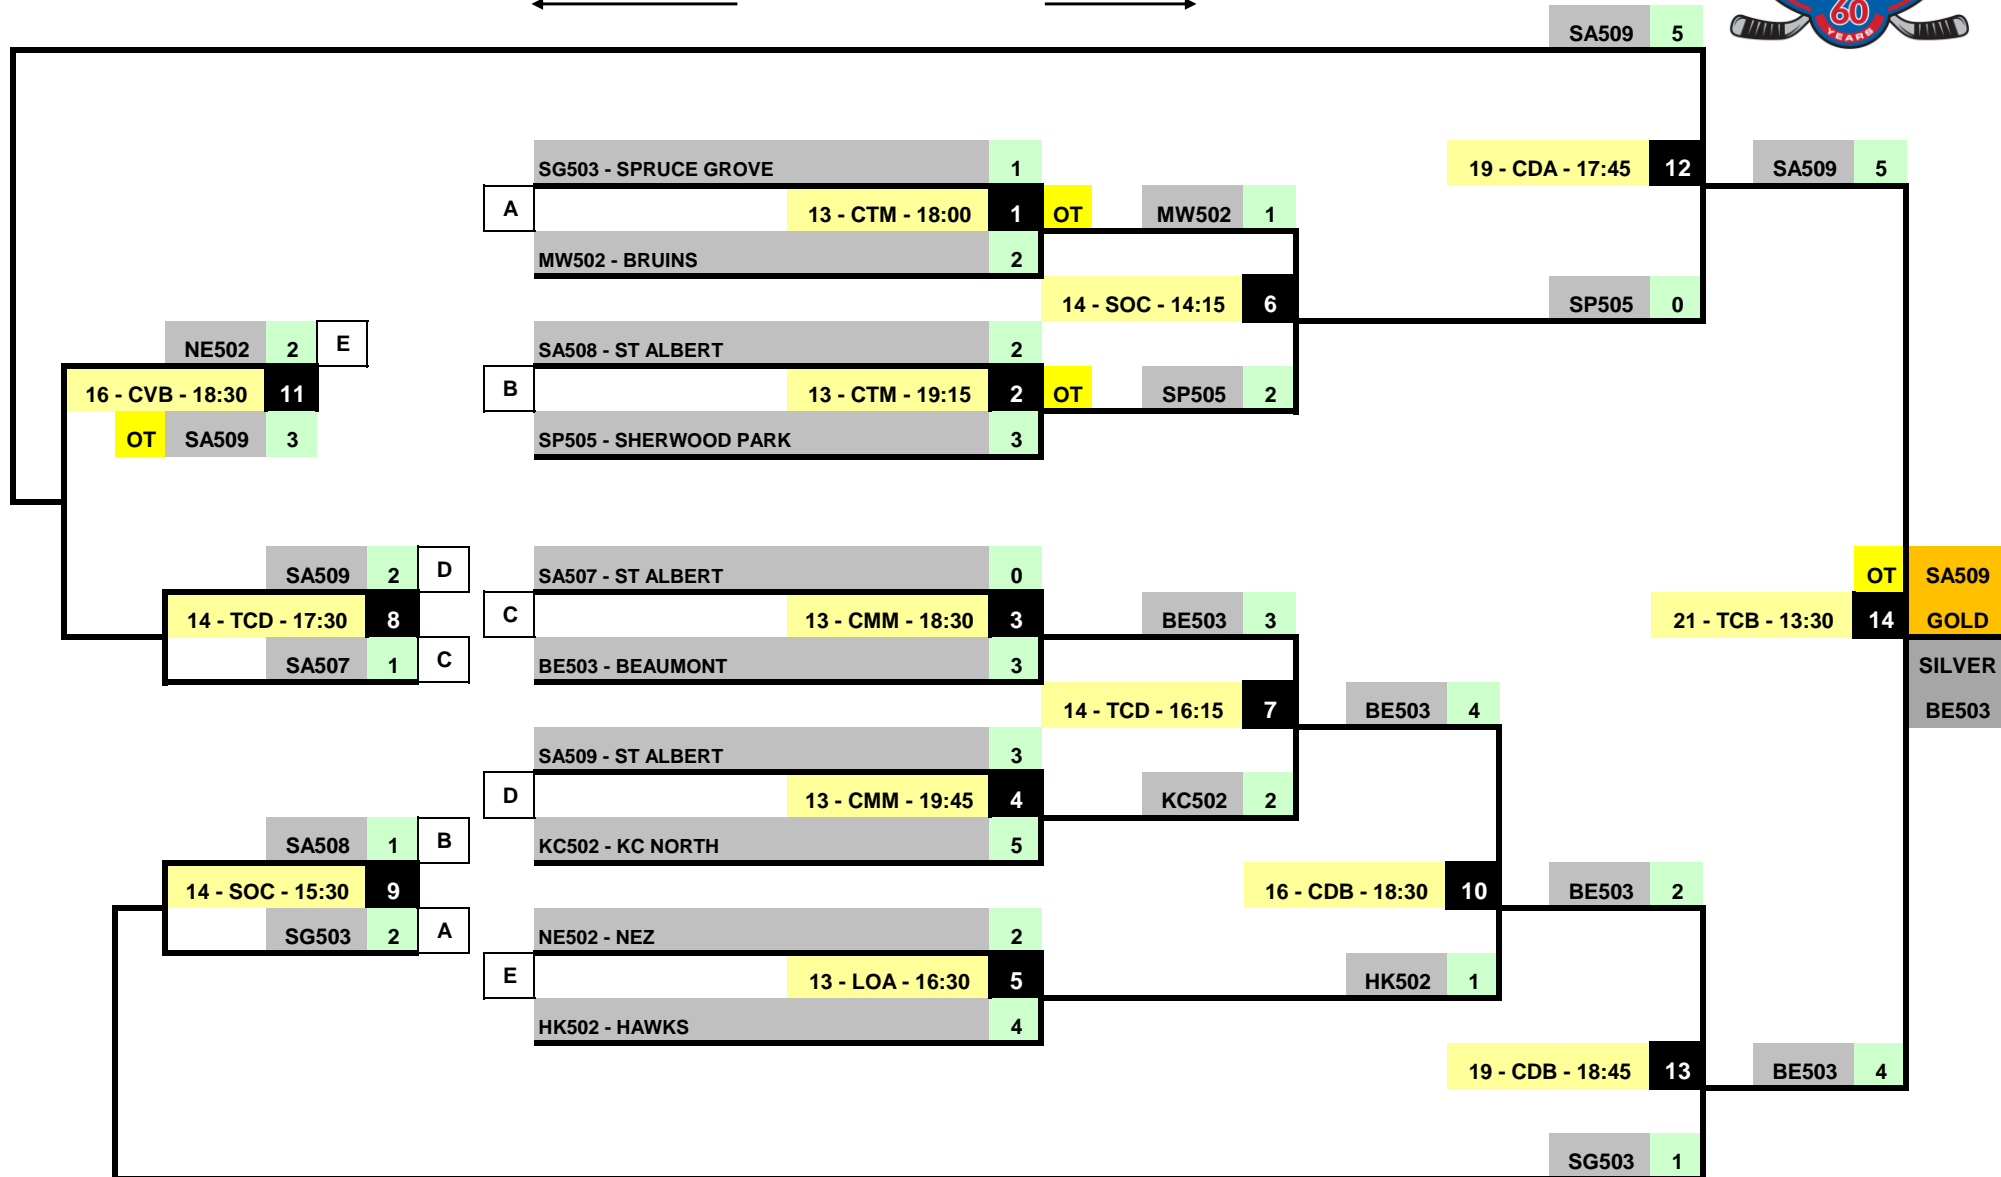 60
YEARS
SA509 5
SG503 - SPRUCE GROVE 1
19 - CDA - 17:45 12
SA509 5
A
13 - CTM - 18:00 1 OT
MW502 1
MW502 - BRUINS 2
14 - SOC - 14:15 6
SP505 0
NE502 2 E
SA508 - ST ALBERT 2
16 - CVB - 18:30 11
B
13 - CTM - 19:15 2 OT
SP505 2
OT SA509 3
SP505 - SHERWOOD PARK 3
SA509 2 D
SA507 - ST ALBERT 0
OT SA509
14 - TCD - 17:30 8
C
13 - CMM - 18:30 3
BE503 3
21 - TCB - 13:30 14 GOLD
SA507 1 C
BE503 - BEAUMONT 3
SILVER
14 - TCD - 16:15 7
BE503 4
BE503
SA509 - ST ALBERT 3
D
13 - CMM - 19:45 4
KC502 2
SA508 1 B
KC502 - KC NORTH 5
14 - SOC - 15:30 9
16 - CDB - 18:30 10
BE503 2
SG503 2 A
NE502 - NEZ 2
E
13 - LOA - 16:30 5
HK502 1
HK502 - HAWKS 4
19 - CDB - 18:45 13
BE503 4
SG503 1